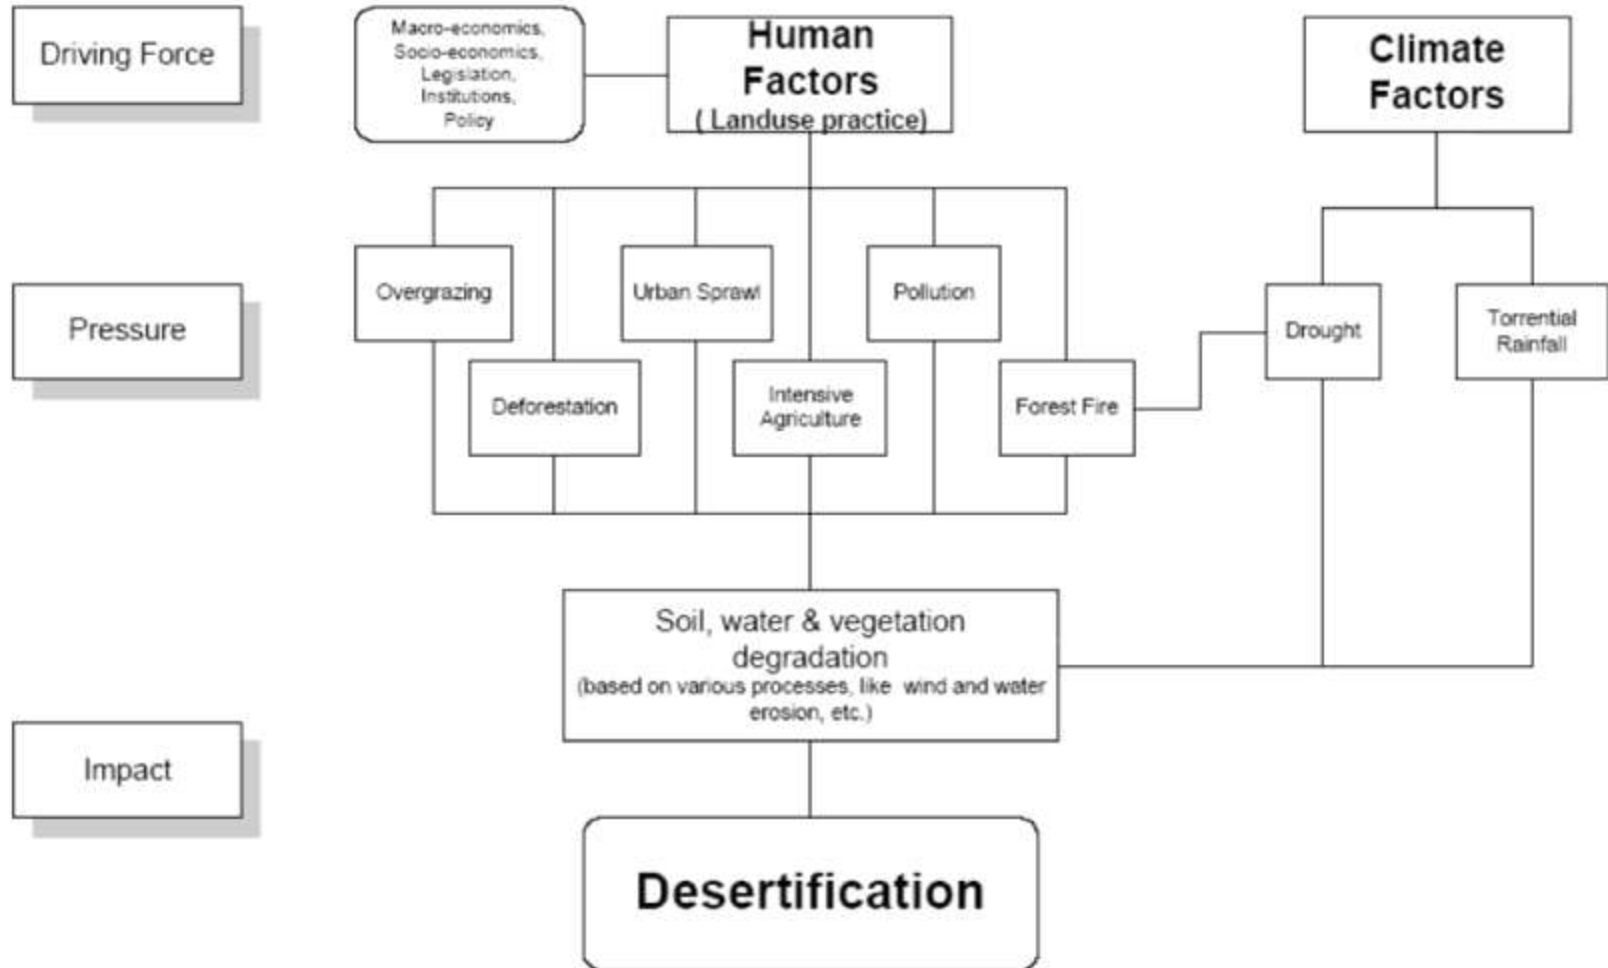 Driving Force
Macro-economics,
Socio-economics,
Legislation,
Institutions,
Policy
Human
Factors
( Landuse practice)
Climate
Factors
Pressure
Overgrazing
Urban Sprawl
Pollution
Drought
Torrential
Rainfall
Deforestation
Intensive
Agriculture
Forest Fire
Soil, water & vegetation
degradation
(based on various processes, like wind and water
erosion, etc.)
Impact
Desertification